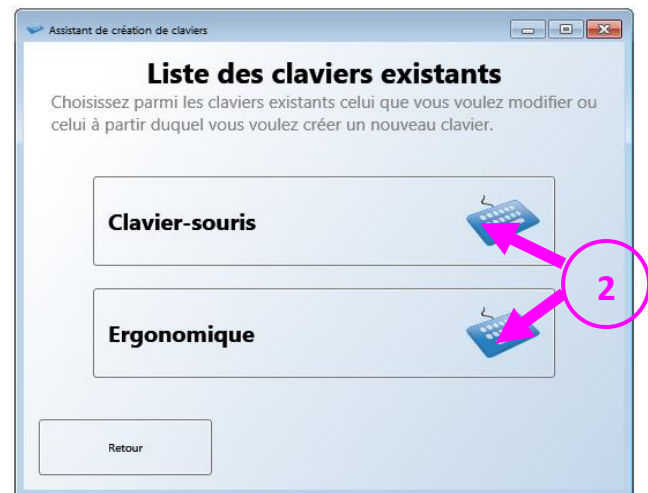 Assistant de création de claviers
Liste des claviers existants
Choisissez parmi les claviers existants celui que vous voulez modifier ou
celui à partir duquel vous voulez créer un nouveau clavier.
Clavier-souris
2
Ergonomique
Retour